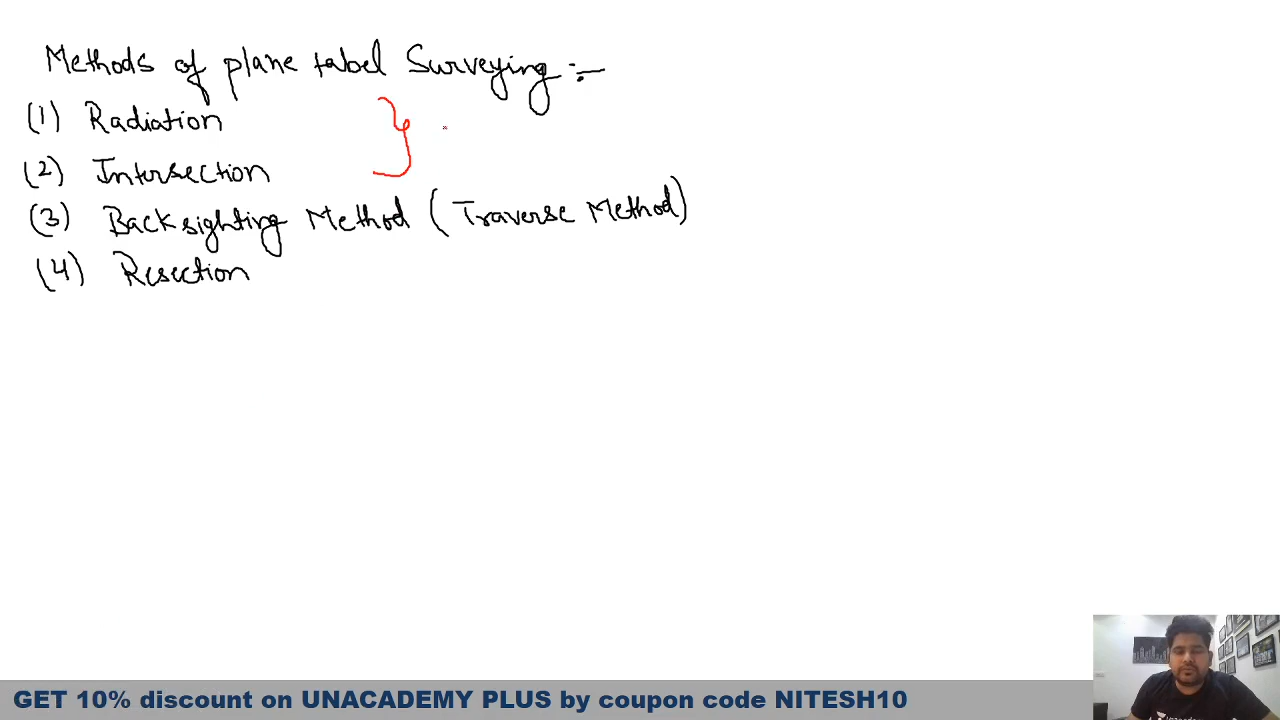 Methods of plane tabel Surveying :-
(1) Radiation
(2) Intersection
(3) Backsighting Method (Traverse Method)
(4) Resection
GET 10% discount on UNACADEMY PLUS by coupon code NITESH10